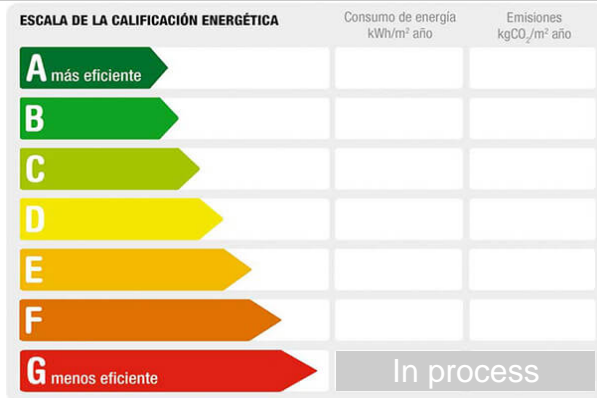 ESCALA DE LA CALIFICACIÓN ENERGÉTICA
Consumo de energía
kWh/m² año
Emisiones
kgCO₂/m² año
A más eficiente
B
C
D
E
F
G menos eficiente
In process